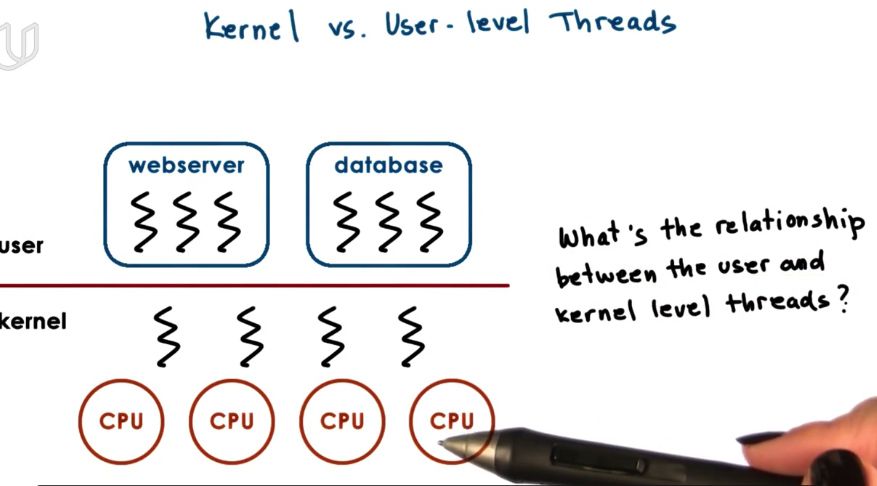 Kernel vs. User-level Threads
webserver
database
user
What's the relationship
between the user and
kernel level threads?
kernel
CPU
CPU
CPU
CPU